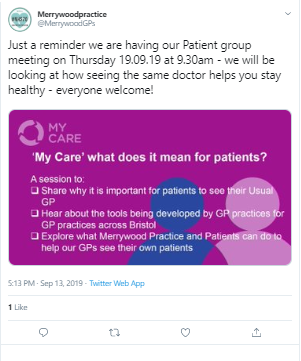 Merrywoodpractice
@MerrywoodGPs
Just a reminder we are having our Patient group
meeting on Thursday 19.09.19 at 9.30am - we will be
looking at how seeing the same doctor helps you stay
healthy - everyone welcome!
MY
CARE
'My Care' what does it mean for patients?
A session to:
Share why it is important for patients to see their Usual
GP
Hear about the tools being developed by GP practices for
GP practices across Bristol
Explore what Merrywood Practice and Patients can do to
help our GPs see their own patients
5:13 PM · Sep 13, 2019 · Twitter Web App
1 Like